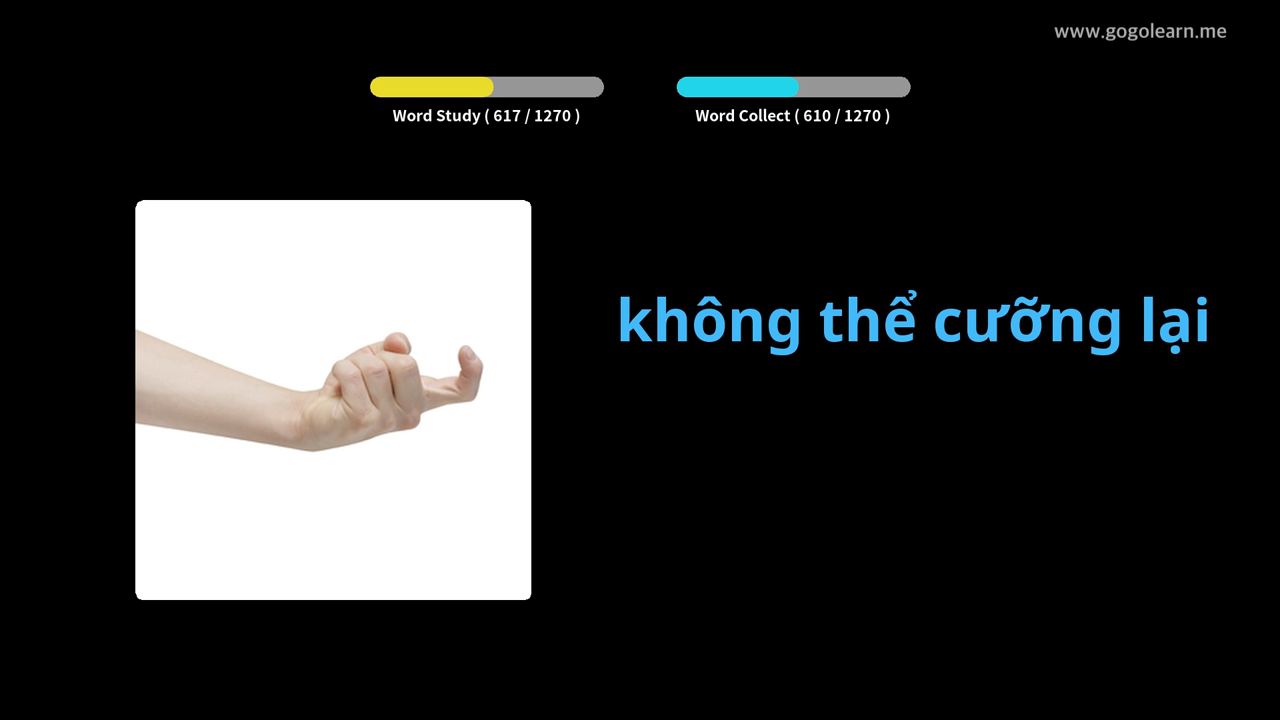 www.gogolearn.me
Word Study ( 617 / 1270 )
Word Collect ( 610 / 1270 )
không thể cưỡng lại